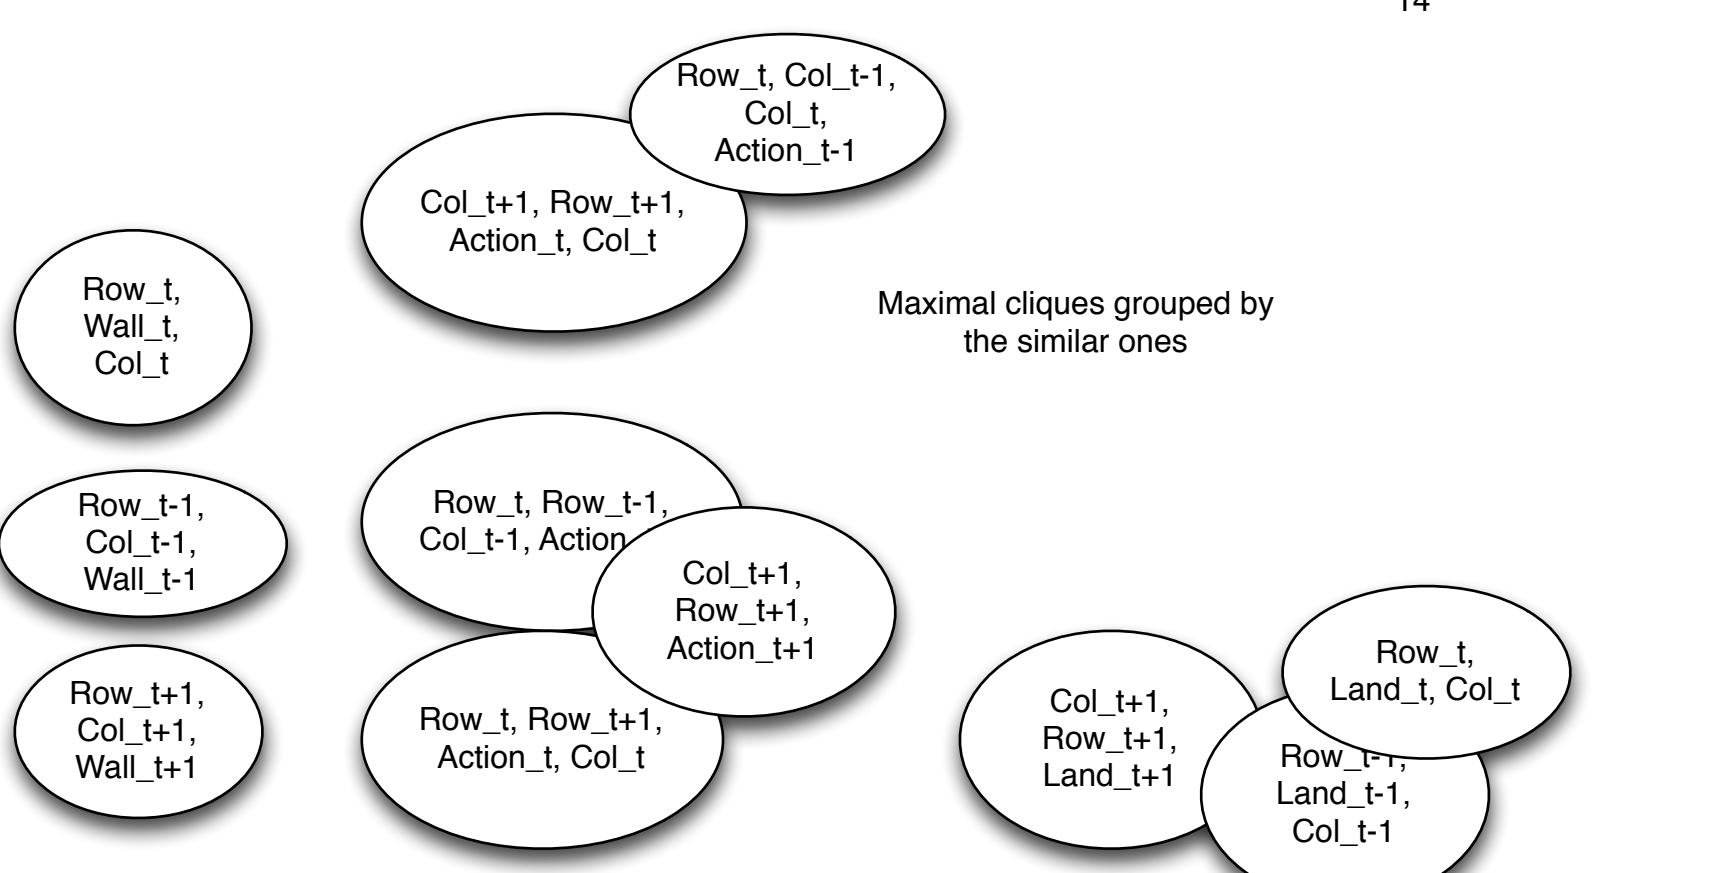 14
Row_t, Col_t-1,
Col_t,
Action_t-1
Col_t+1, Row_t+1,
Action_t, Col_t
Row_t,
Wall_t,
Col_t
Maximal cliques grouped by
the similar ones
Row_t-1,
Col_t-1,
Wall_t-1
Row_t, Row_t-1,
Col_t-1, Action
Col_t+1,
Row_t+1,
Action_t+1
Row_t+1,
Col_t+1,
Wall_t+1
Row_t, Row_t+1,
Action_t, Col_t
Col_t+1,
Row_t+1,
Land_t+1
Row_t,
Land_t, Col_t
Row_t-1,
Land_t-1,
Col_t-1